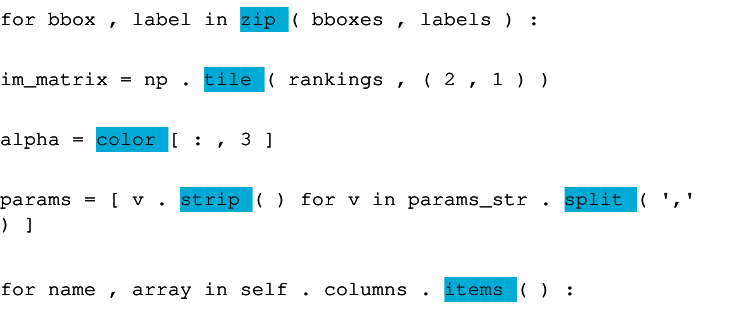 for bbox , label in zip ( bboxes , labels ) :
im_matrix = np . tile ( rankings , ( 2 , 1 ) )
alpha = color [ : , 3 ]
params = [ v . strip ( ) for v in params_str . split ( ','
) ]
for name , array in self . columns . items ( ) :